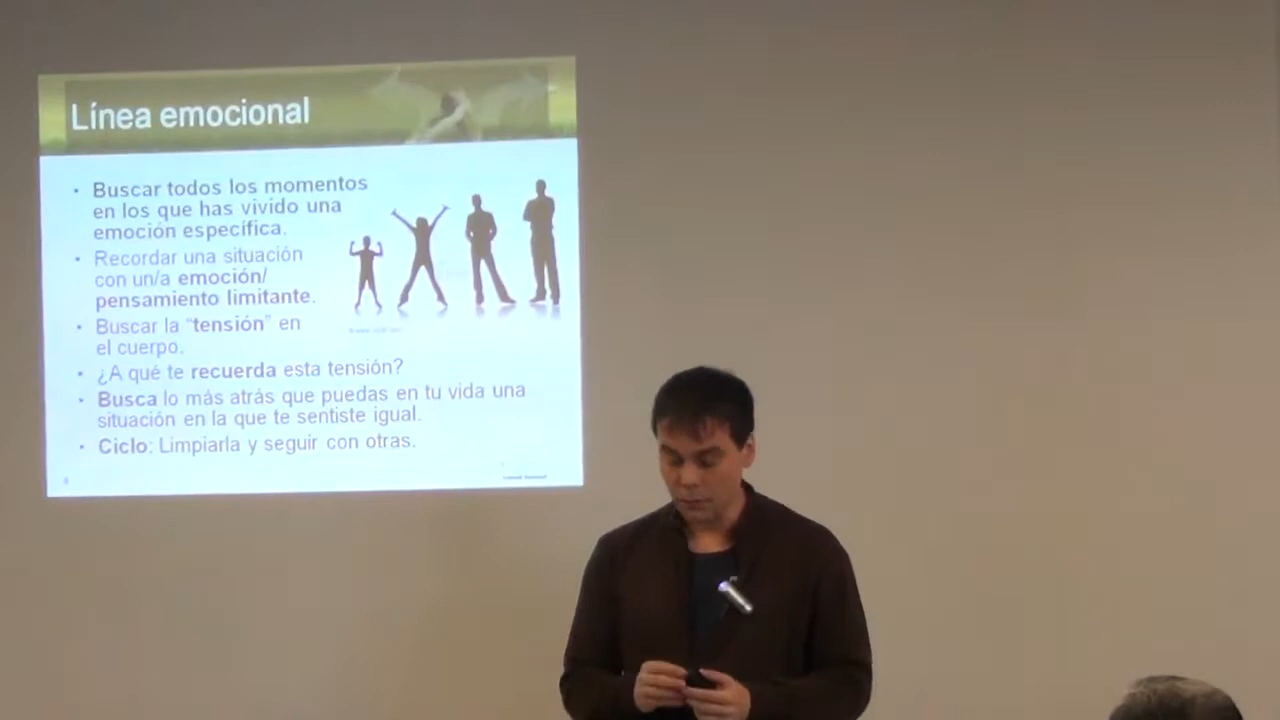 Línea emocional
• Buscar todos los momentos
en los que has vivido una
emoción específica.
• Recordar una situación
con un/a emoción/
pensamiento limitante.
• Buscar la “tensión” en
el cuerpo.
• ¿A qué te recuerda esta tensión?
• Busca lo más atrás que puedas en tu vida una
situación en la que te sentiste igual.
• Ciclo: Limpiarla y seguir con otras.